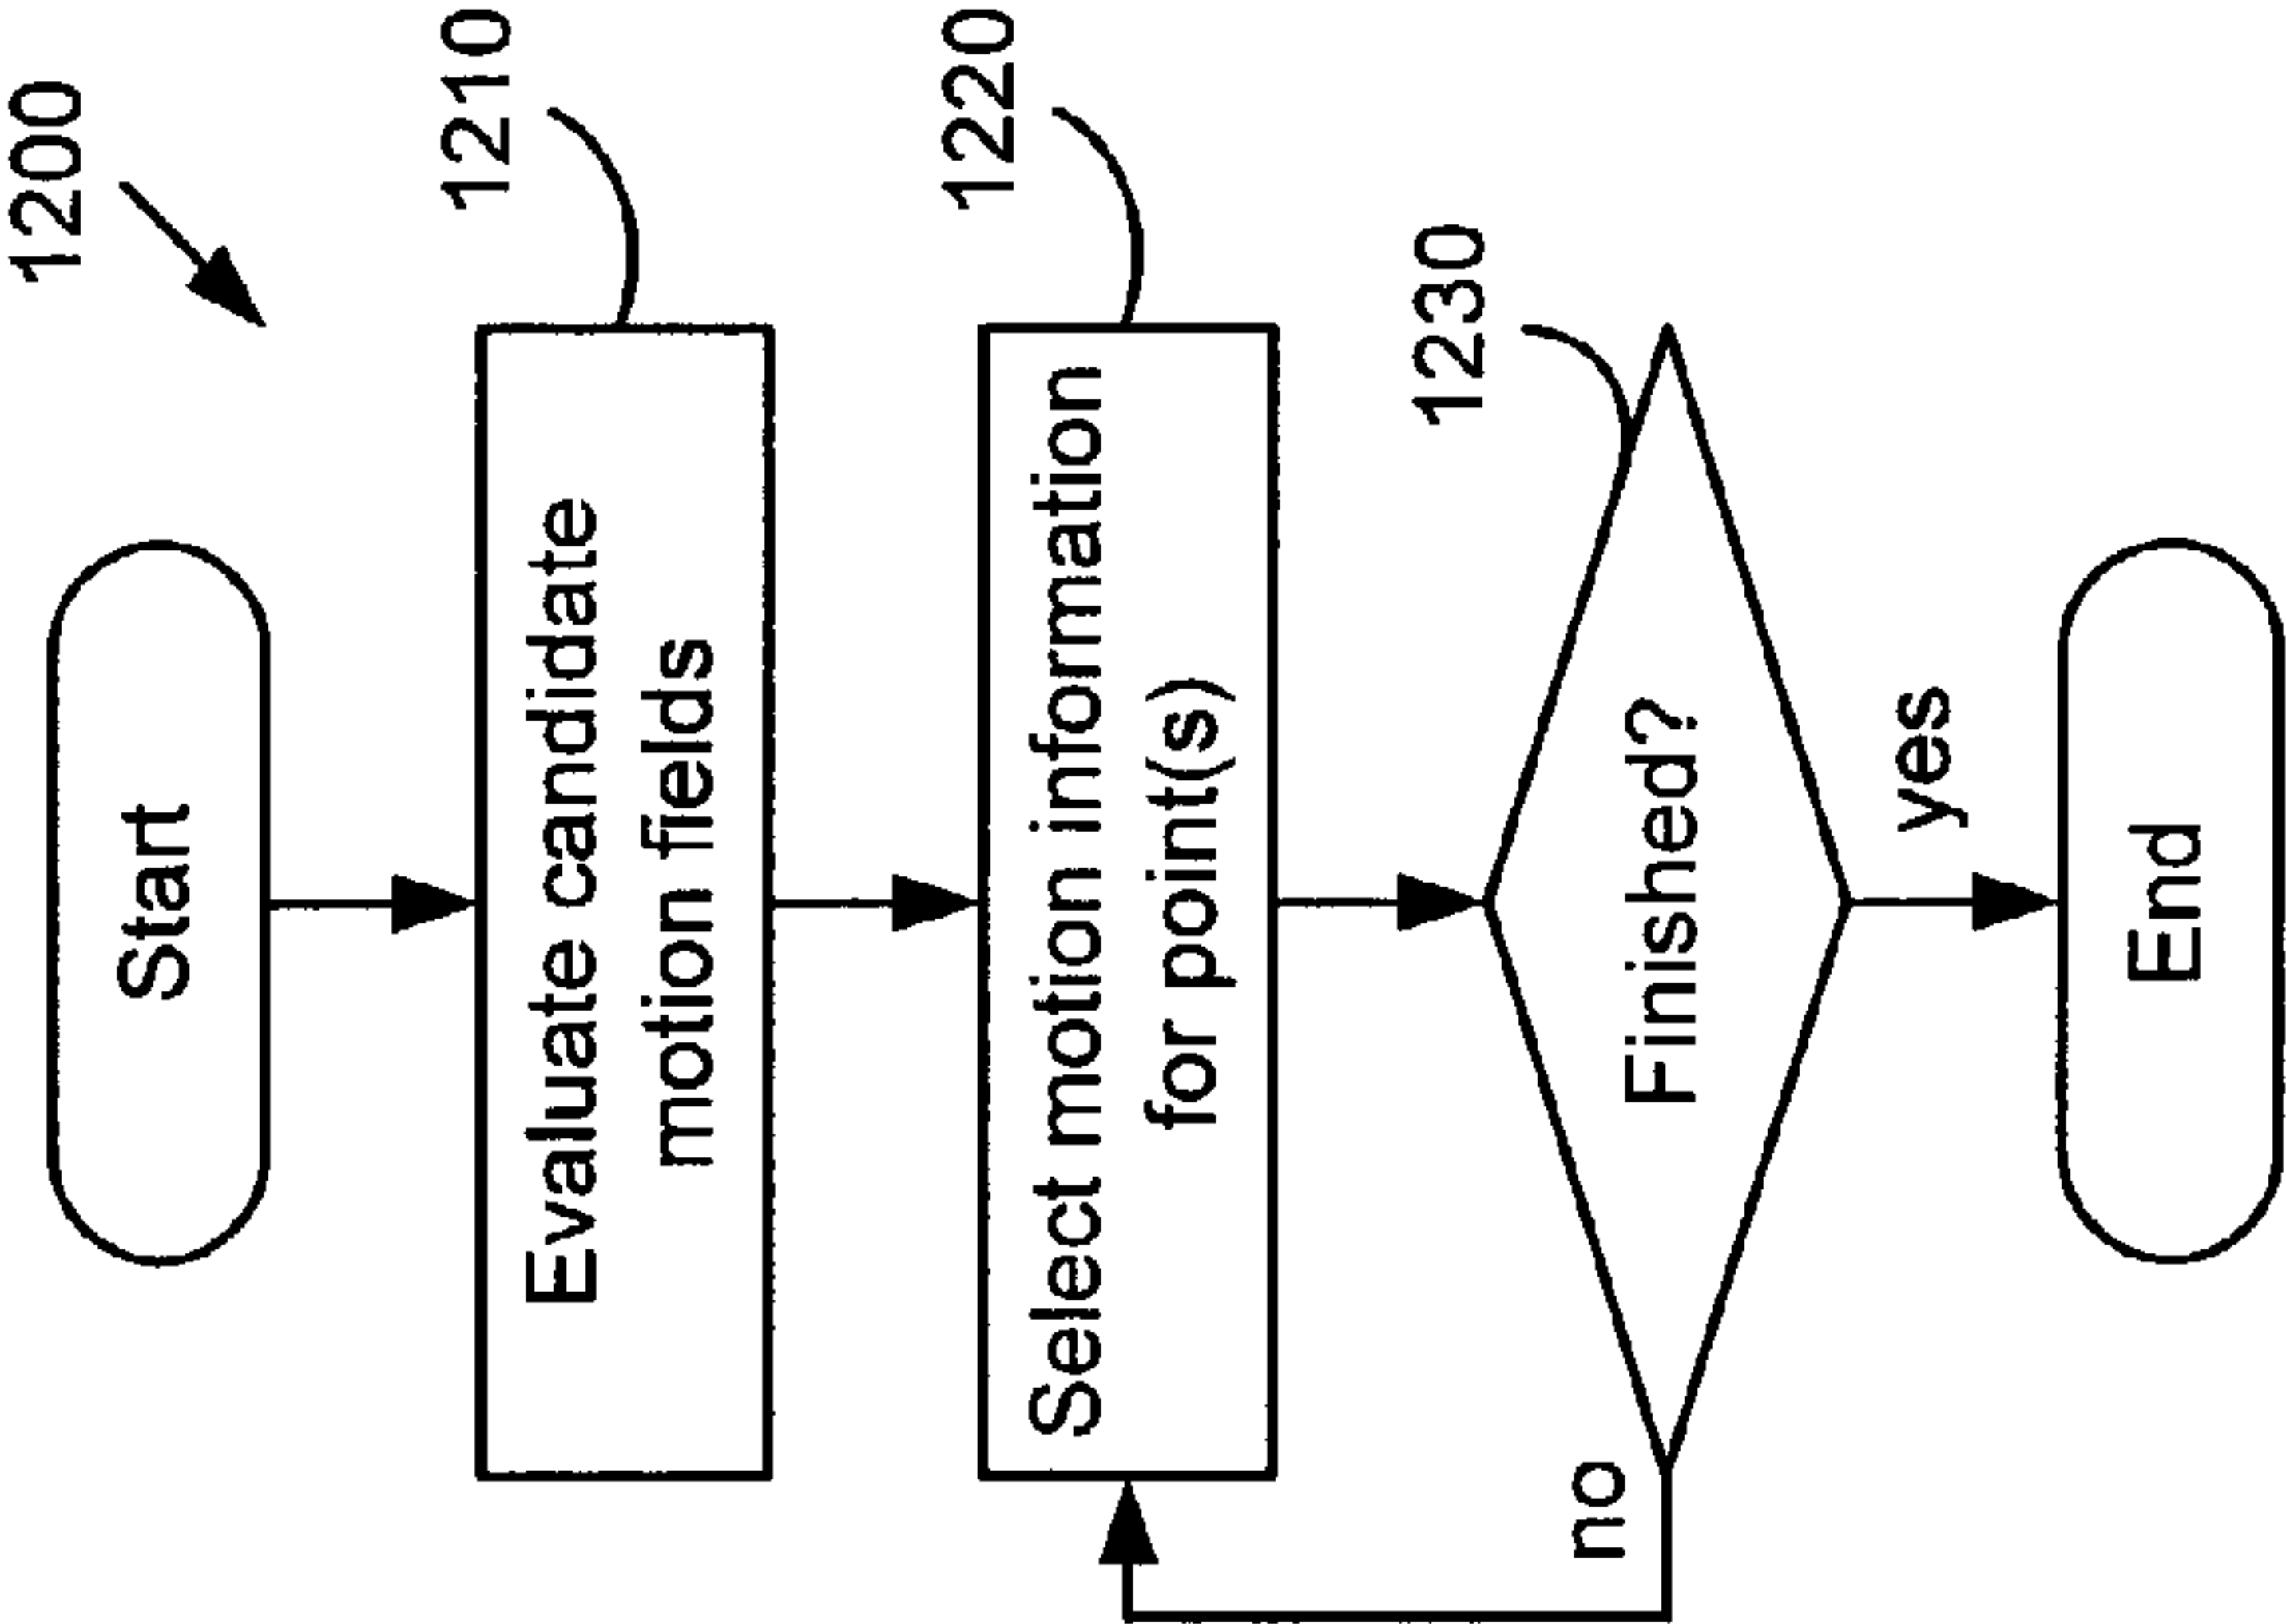 1200
Start
1210
Evaluate candidate
motion fields
1220
Select motion information
for point(s)
1230
Finished?
no
yes
End